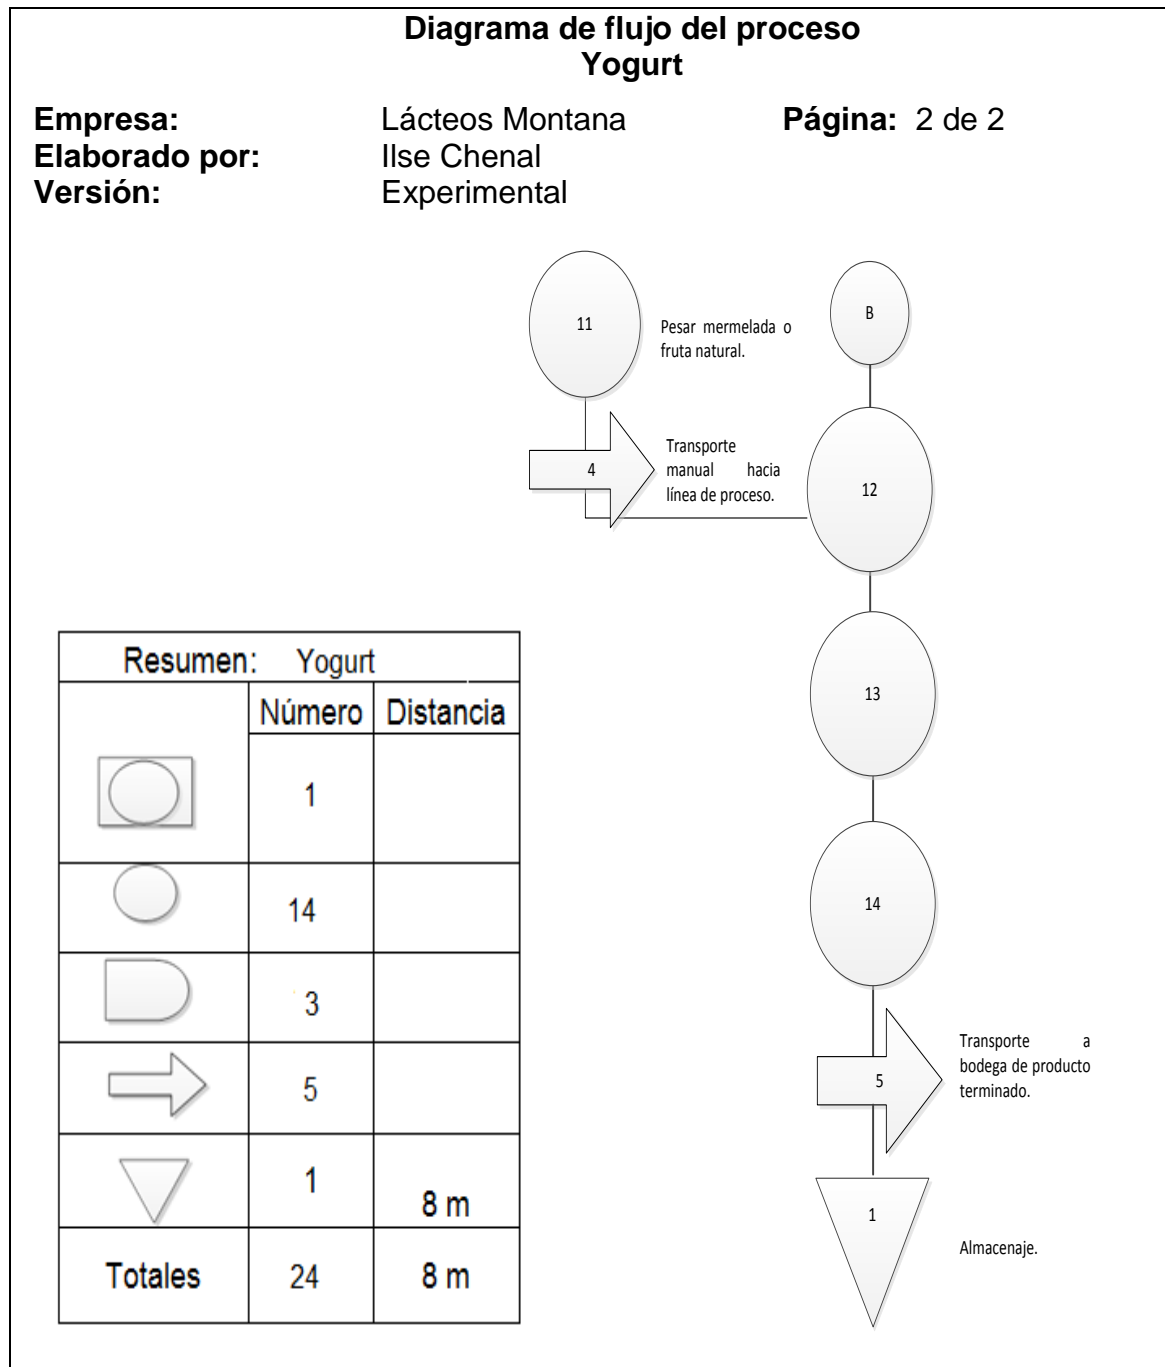 Diagrama de flujo del proceso
Yogurt
Empresa: Lácteos Montana Página: 2 de 2
Elaborado por: Ilse Chenal
Versión: Experimental
11
Pesar mermelada o
fruta natural.
B
4
Transporte
manual hacia
línea de proceso.
12
13
14
5
Transporte a
bodega de producto
terminado.
1
Almacenaje.
Resumen: Yogurt
Número Distancia
1
14
3
5
1 8 m
Totales 24 8 m